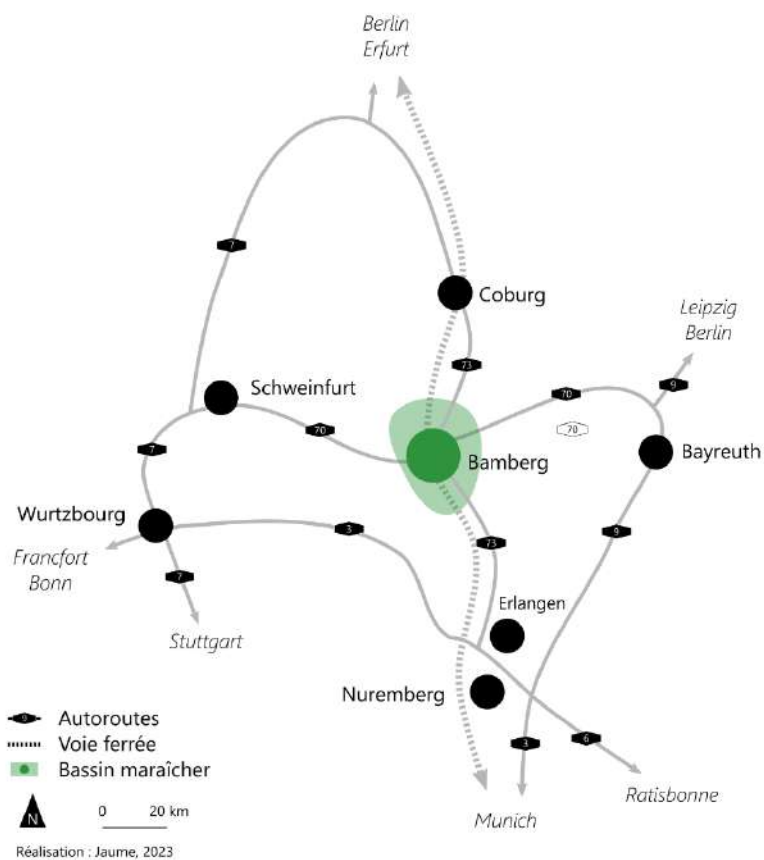 Berlin
Erfurt
7
Coburg
Leipzig
Berlin
73
9
Schweinfurt
70
70
70
7
Bamberg
Bayreuth
Wurtzbourg
3
73
9
Francfort
Bonn
7
Erlangen
Stuttgart
Nuremberg
9 Autoroutes
Voie ferrée
Bassin maraîcher
3
6
N
0 20 km
Munich
Ratisbonne
Réalisation : Jaume, 2023